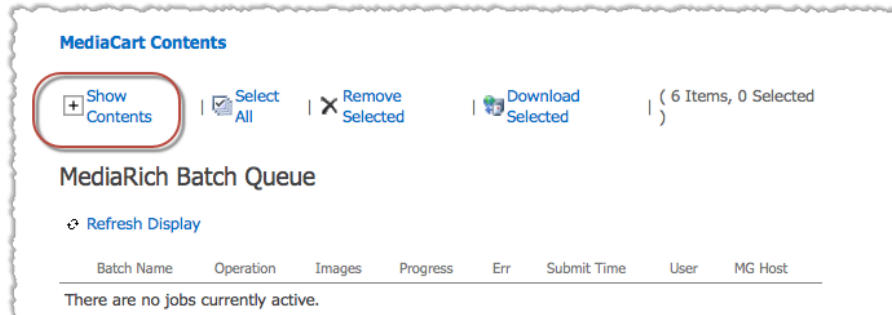 MediaCart Contents
Show Contents | Select All | Remove Selected | Download Selected | ( 6 Items, 0 Selected )
MediaRich Batch Queue
Refresh Display
Batch Name Operation Images Progress Err Submit Time User MG Host
There are no jobs currently active.